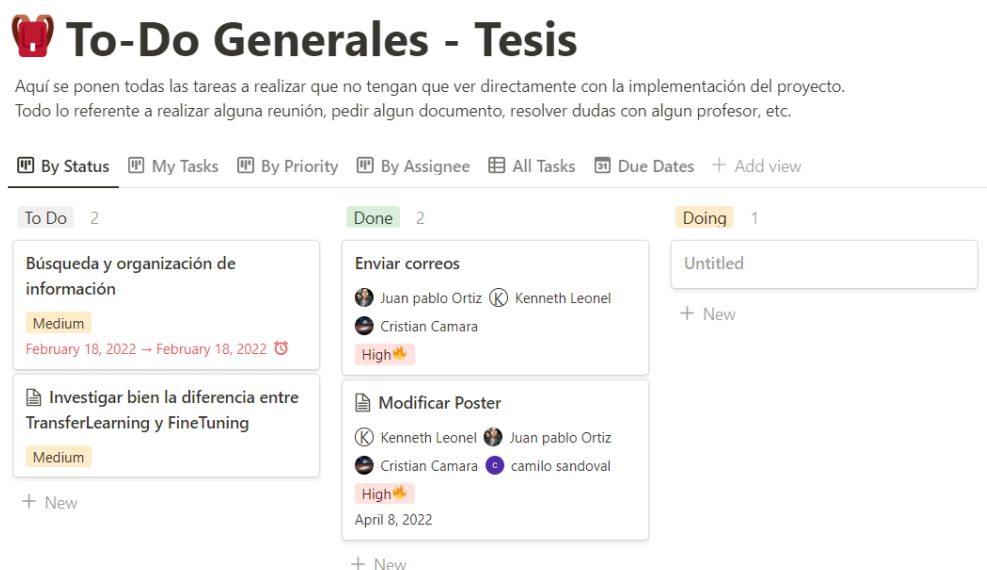 To-Do Generales - Tesis
Aquí se ponen todas las tareas a realizar que no tengan que ver directamente con la implementación del proyecto.
Todo lo referente a realizar alguna reunión, pedir algun documento, resolver dudas con algun profesor, etc.
By Status My Tasks By Priority By Assignee All Tasks 31 Due Dates + Add view
To Do 2
Búsqueda y organización de
información
Medium
February 18, 2022 → February 18, 2022
Investigar bien la diferencia entre
TransferLearning y FineTuning
Medium
+ New
Done 2
Enviar correos
Juan pablo Ortiz K Kenneth Leonel
Cristian Camara
High🔥
Modificar Poster
K Kenneth Leonel Juan pablo Ortiz
Cristian Camara c camilo sandoval
High🔥
April 8, 2022
+ New
Doing 1
Untitled
+ New